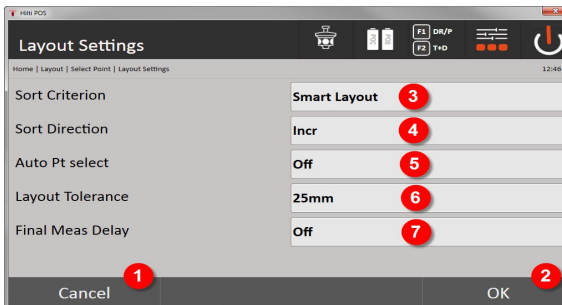 Hilti POS
Layout Settings
POC
POS
F1 DR/P
F2 T+D
Home | Layout | Select Point | Layout Settings
12:46
Sort Criterion
Smart Layout
3
Sort Direction
Incr
4
Auto Pt select
Off
5
Layout Tolerance
25mm
6
Final Meas Delay
Off
7
1
2
Cancel
OK